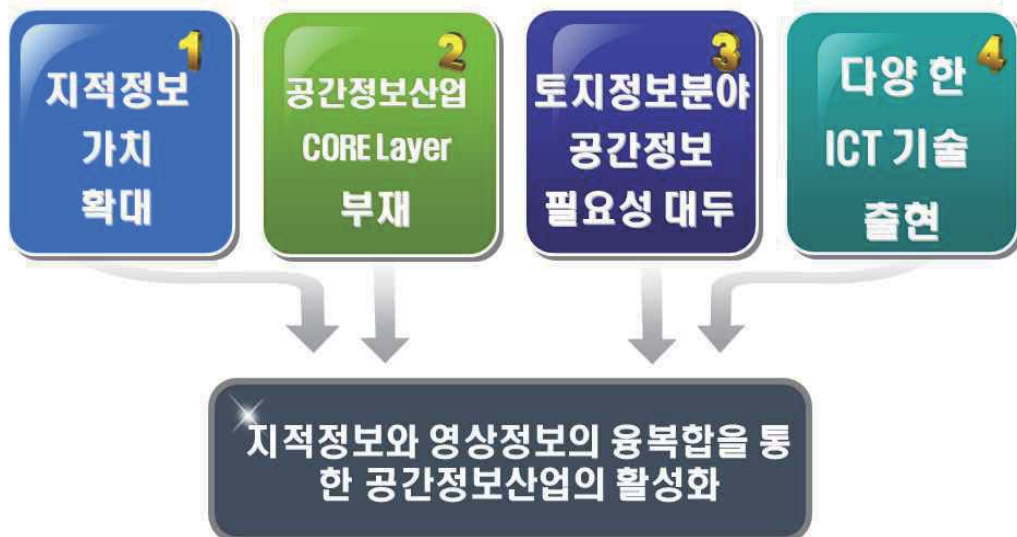 1
지적정보
가치
확대
2
공간정보산업
CORE Layer
부재
3
토지정보분야
공간정보
필요성 대두
4
다양 한
ICT 기술
출현
지적정보와 영상정보의 융복합을 통
한 공간정보산업의 활성화